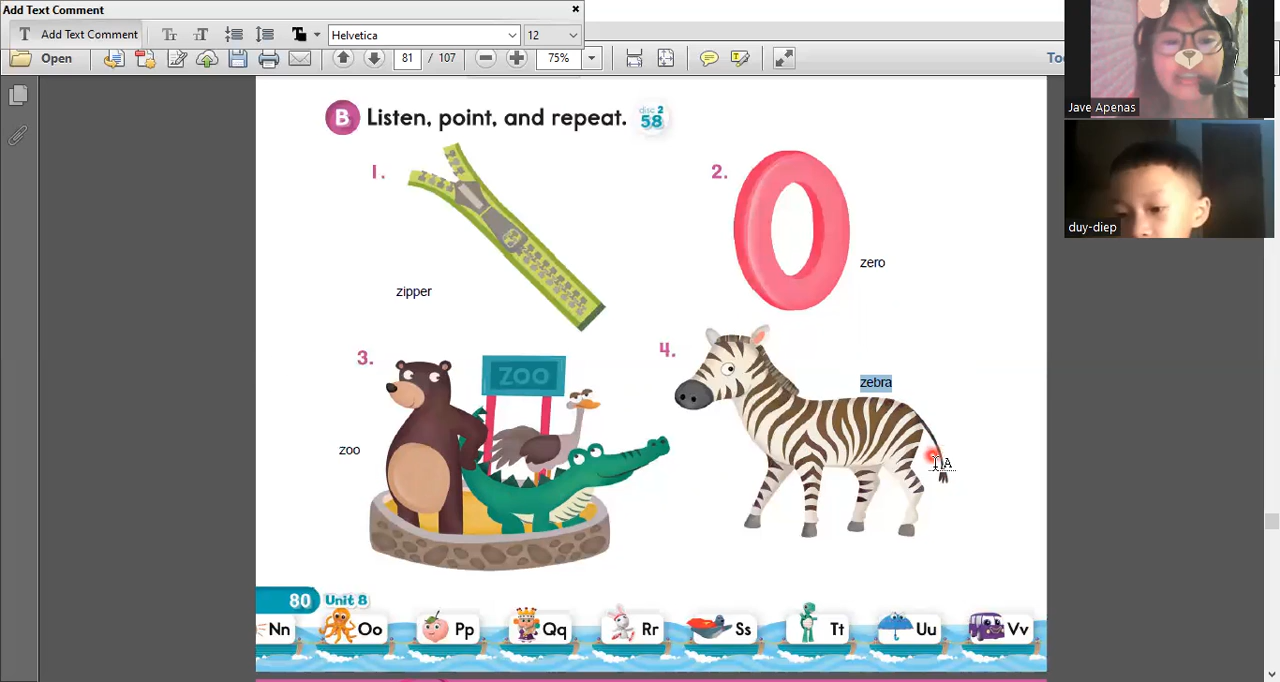 Add Text Comment
Add Text Comment
Helvetica
12
Open
81 / 107
75%
Jave Apenas
duy-diep
B Listen, point, and repeat. disc 2 58
1.
zipper
2.
zero
3.
ZOO
zoo
4.
zebra
A
80 Unit 8
Nn Oo Pp Qq Rr Ss Tt Uu Vv